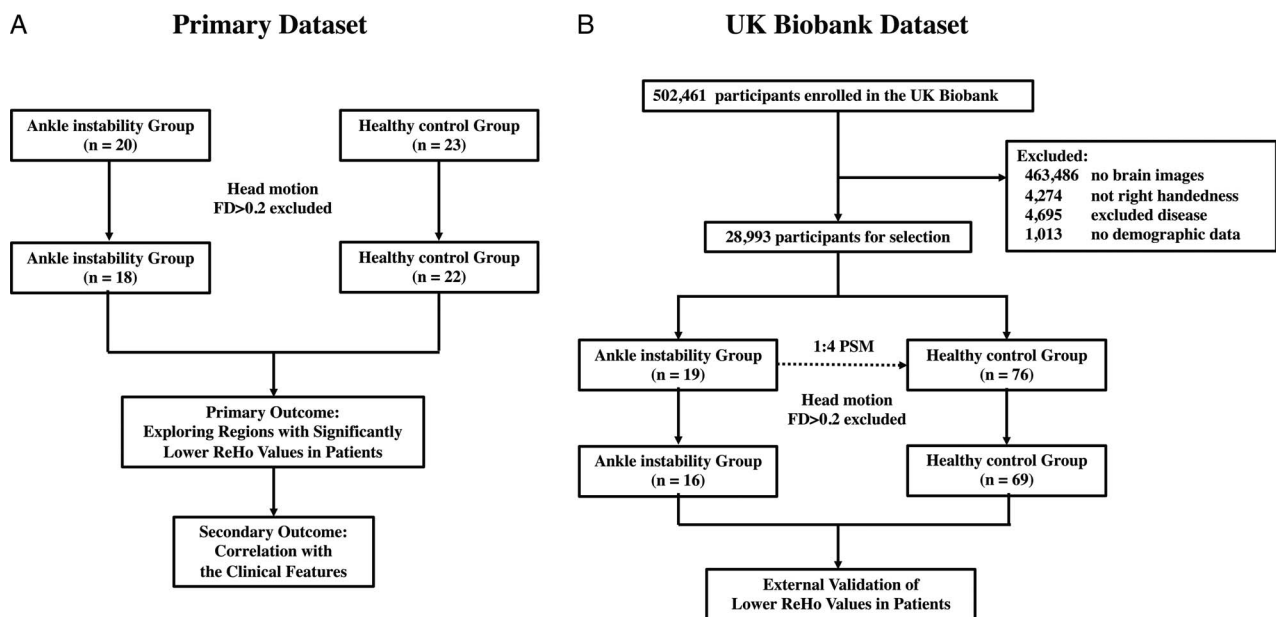 A
Primary Dataset
Ankle instability Group
(n = 20)
Healthy control Group
(n = 23)
Head motion
FD>0.2 excluded
Ankle instability Group
(n = 18)
Healthy control Group
(n = 22)
Primary Outcome:
Exploring Regions with Significantly
Lower ReHo Values in Patients
Secondary Outcome:
Correlation with
the Clinical Features
B
UK Biobank Dataset
502,461 participants enrolled in the UK Biobank
Excluded:
463,486 no brain images
4,274 not right handedness
4,695 excluded disease
1,013 no demographic data
28,993 participants for selection
Ankle instability Group
(n = 19)
1:4 PSM
Healthy control Group
(n = 76)
Head motion
FD>0.2 excluded
Ankle instability Group
(n = 16)
Healthy control Group
(n = 69)
External Validation of
Lower ReHo Values in Patients